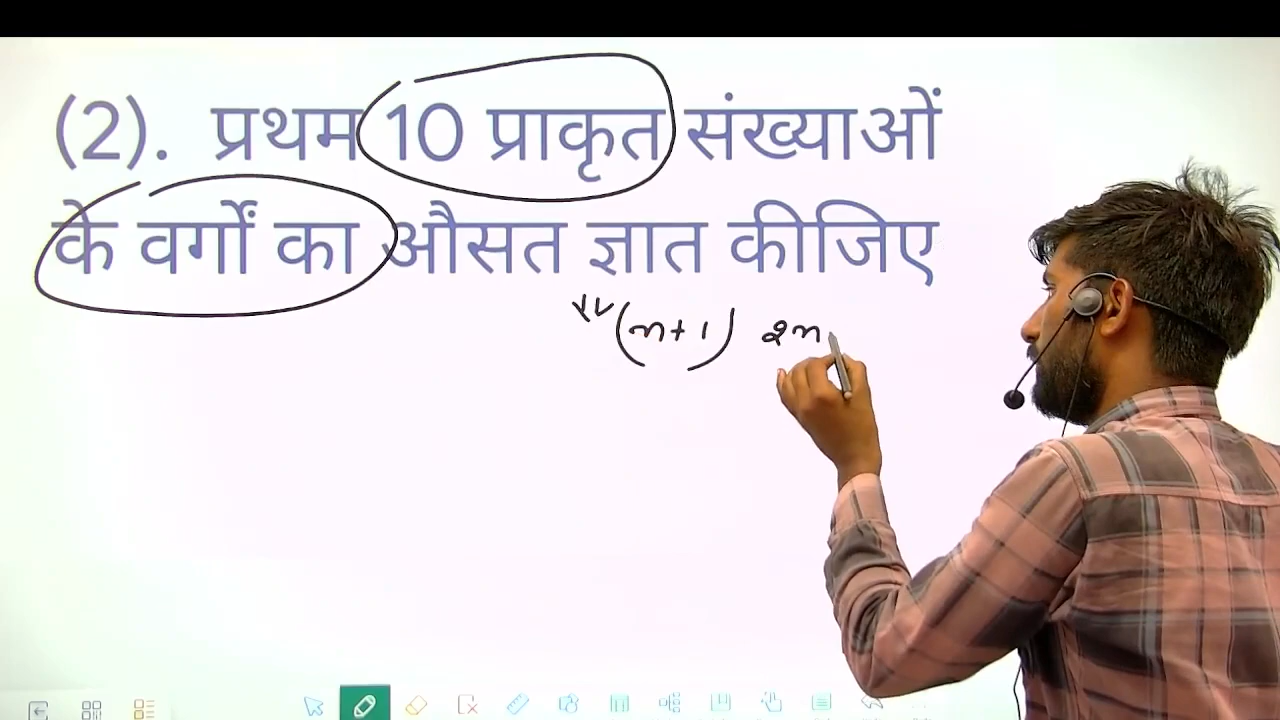 (2). प्रथम 10 प्राकृत संख्याओं
के वर्गों का औसत ज्ञात कीजिए
(n+1) 2n